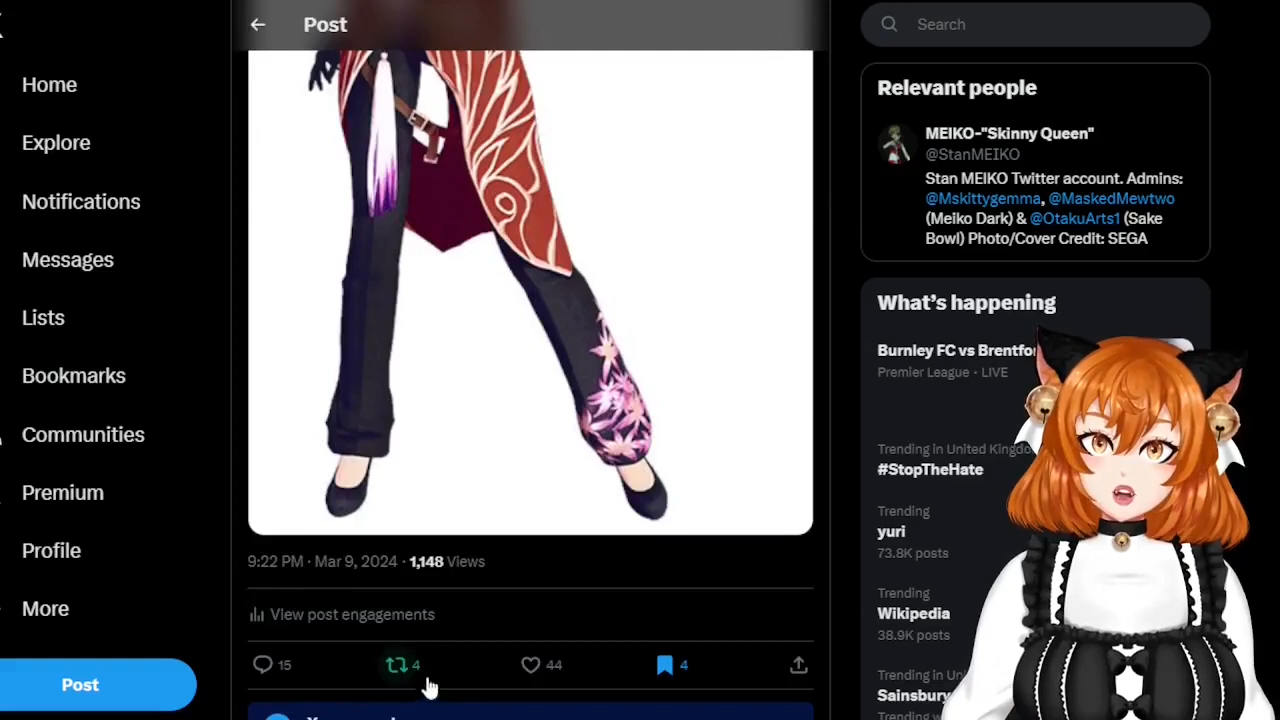 Home
Explore
Notifications
Messages
Lists
Bookmarks
Communities
Premium
Profile
More
Post
Post
9:22 PM · Mar 9, 2024 · 1,148 Views
View post engagements
15 4 44 4
Search
Relevant people
MEIKO-"Skinny Queen"
@StanMEIKO
Stan MEIKO Twitter account. Admins:
@Mskittygemma, @MaskedMewtwo
(Meiko Dark) & @OtakuArts1 (Sake
Bowl) Photo/Cover Credit: SEGA
What's happening
Burnley FC vs
Premier League · LIVE
Trending in United
#StopTheHate
Trending
yuri
73.8K posts
Trending
Wikipedia
38.9K posts
Trending in
Sainsbury